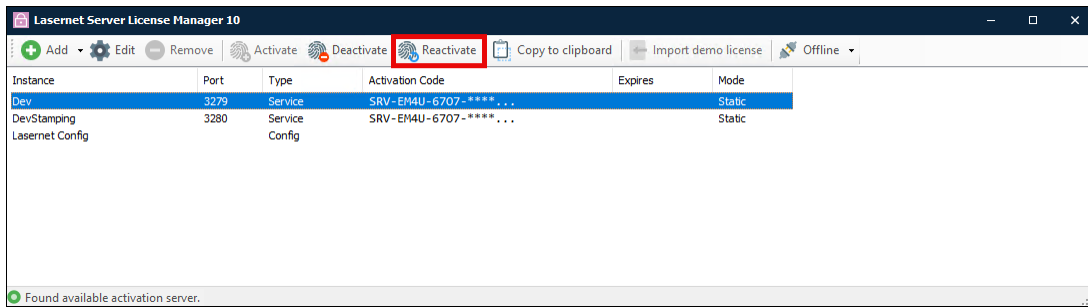 Lasernet Server License Manager 10
Add Edit Remove Activate Deactivate Reactivate Copy to clipboard Import demo license Offline
Instance Port Type Activation Code Expires Mode
Dev 3279 Service SRV-EM4U-6707-****... Static
DevStamping 3280 Service SRV-EM4U-6707-****... Static
Lasernet Config Config
Found available activation server.